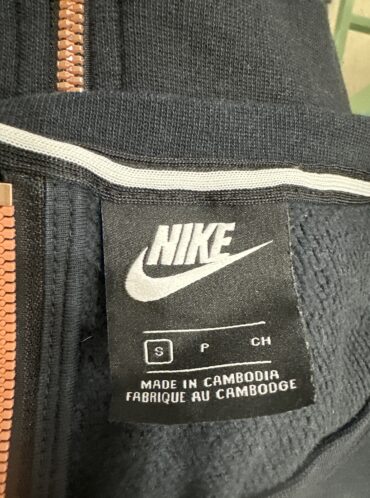 NIKE
S P CH
MADE IN CAMBODIA
FABRIQUE AU CAMBODGE